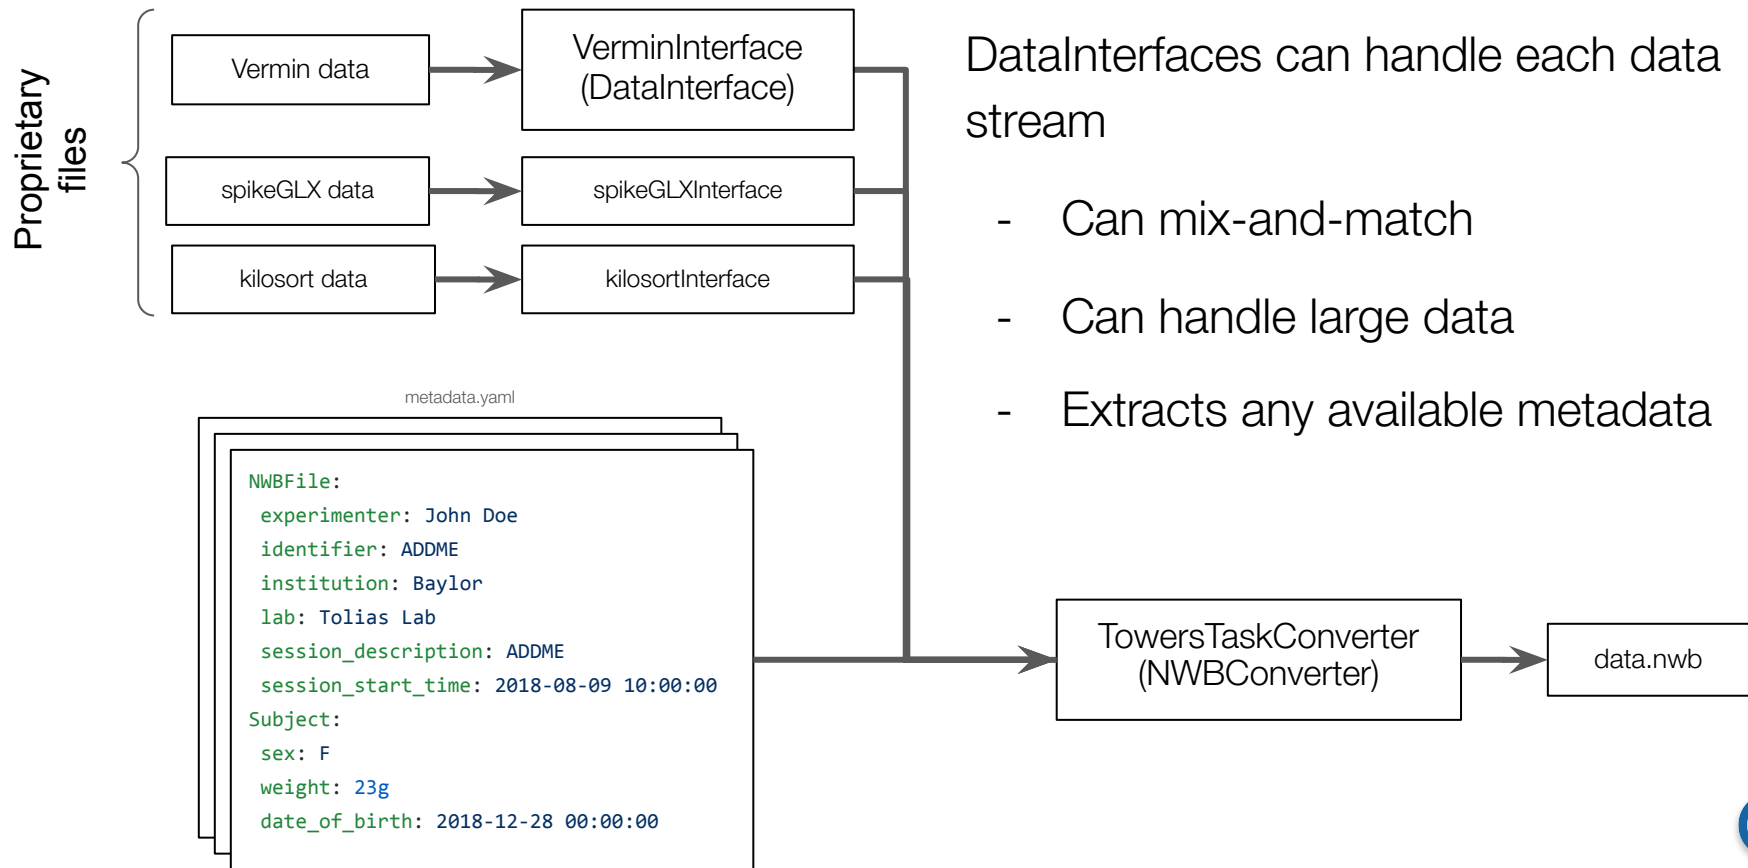 Proprietary
files
Vermin data
VerminInterface
(DataInterface)
spikeGLX data
spikeGLXInterface
kilosort data
kilosortInterface
DataInterfaces can handle each data
stream
- Can mix-and-match
- Can handle large data
- Extracts any available metadata
metadata.yaml
NWBFile:
experimenter: John Doe
identifier: ADDME
institution: Baylor
lab: Tolias Lab
session_description: ADDME
session_start_time: 2018-08-09 10:00:00
Subject:
sex: F
weight: 23g
date_of_birth: 2018-12-28 00:00:00
TowersTaskConverter
(NWBConverter)
data.nwb